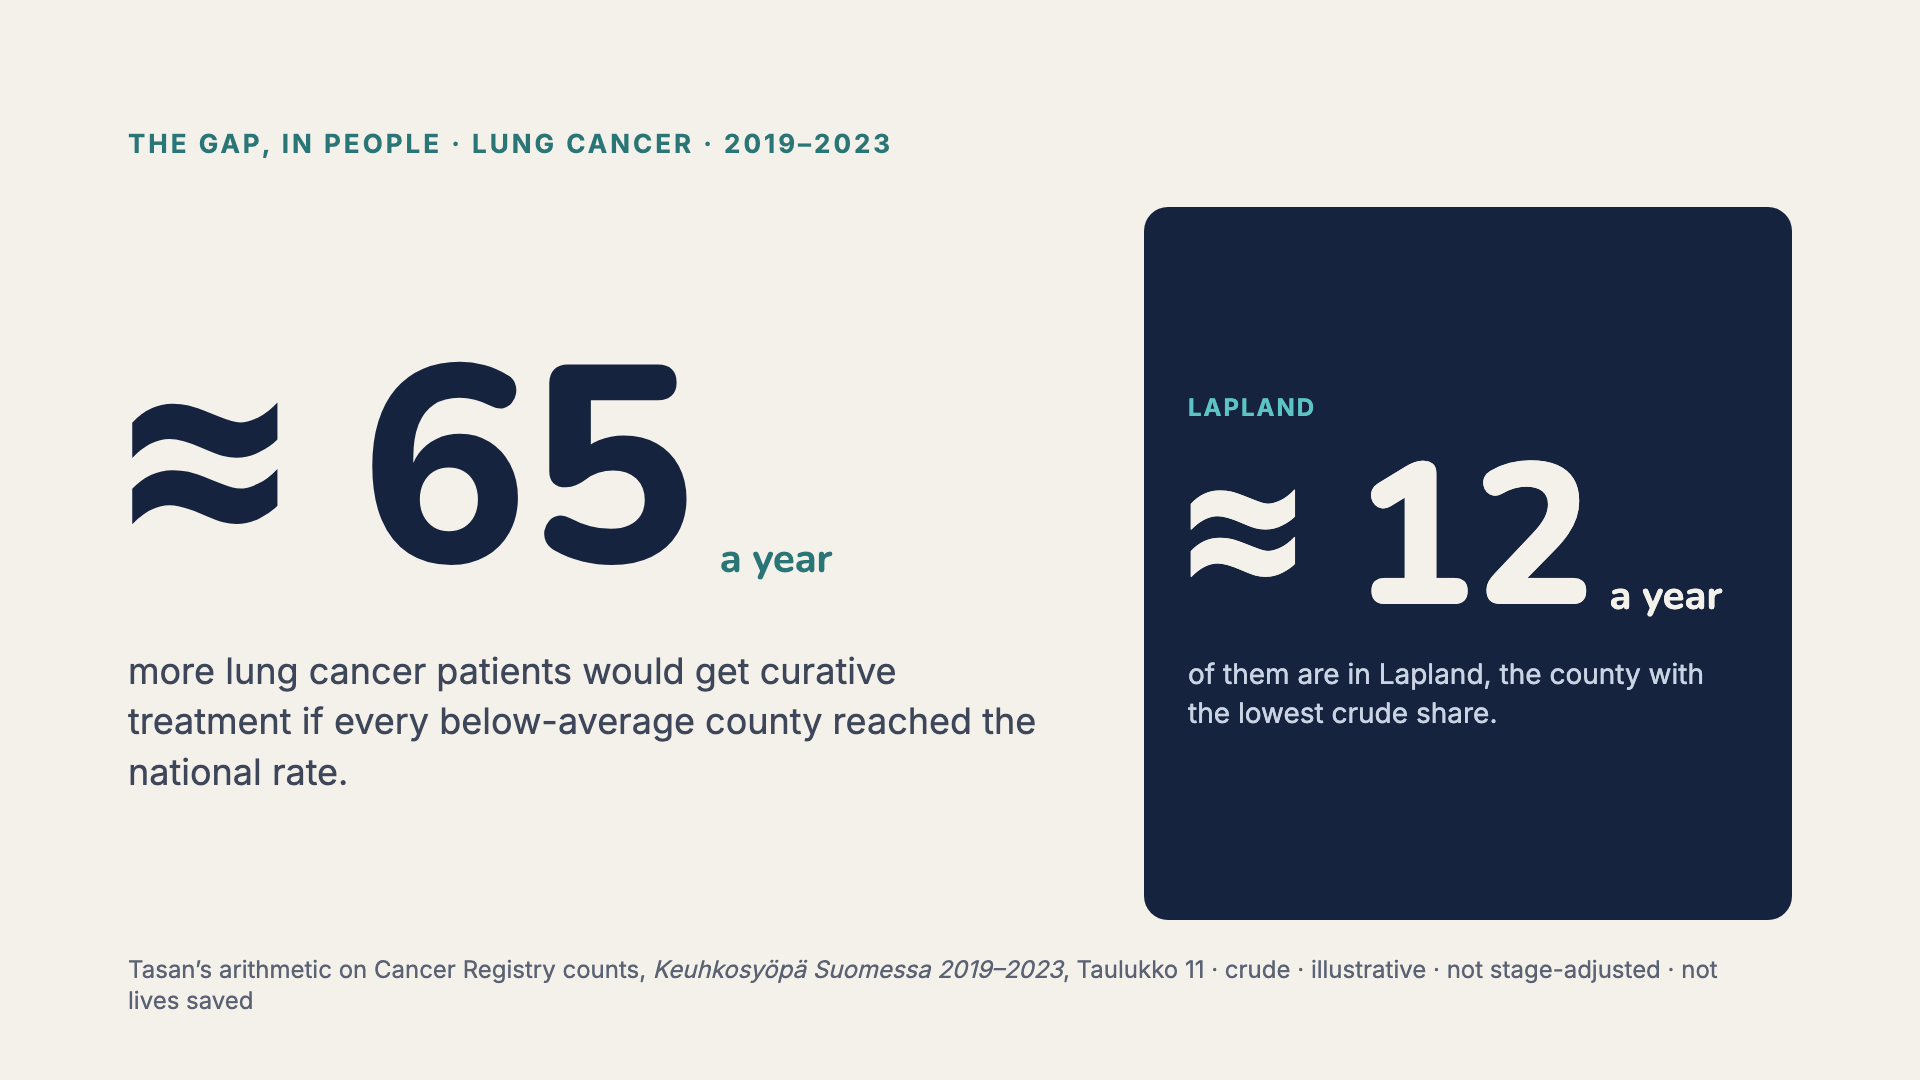 THE GAP, IN PEOPLE · LUNG CANCER · 2019–2023
≈ 65 a year
more lung cancer patients would get curative
treatment if every below-average county reached the
national rate.
LAPLAND
≈ 12 a year
of them are in Lapland, the county with
the lowest crude share.
Tasan’s arithmetic on Cancer Registry counts, Keuhkosyöpä Suomessa 2019–2023, Taulukko 11 · crude · illustrative · not stage-adjusted · not
lives saved